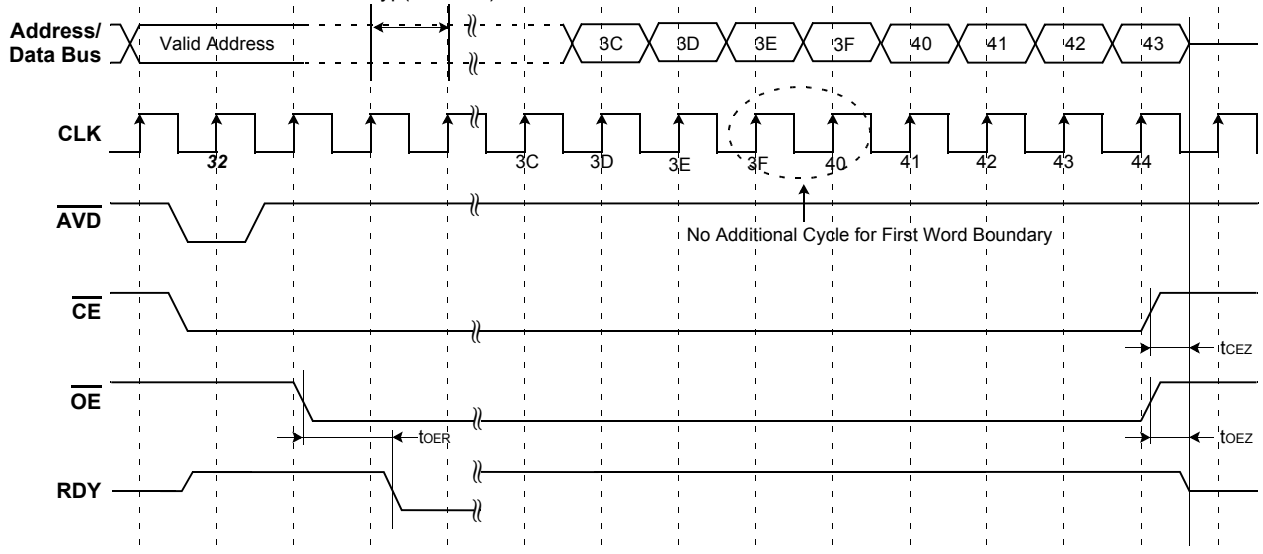 Address/
Data Bus
Valid Address
3C 3D 3E 3F 40 41 42 43
CLK
32 3C 3D 3E 3F 40 41 42 43 44
AVD
No Additional Cycle for First Word Boundary
CE
tCEZ
OE
tOER
tOEZ
RDY